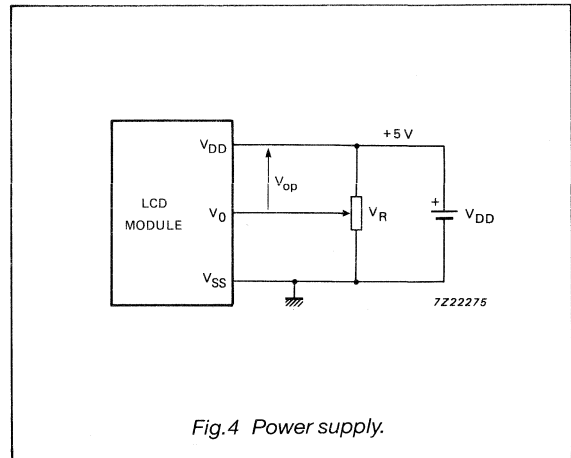 +5 V
V_DD
V_op
LCD
MODULE
V_0
V_R
+
V_DD
V_SS
7Z22275
Fig.4 Power supply.